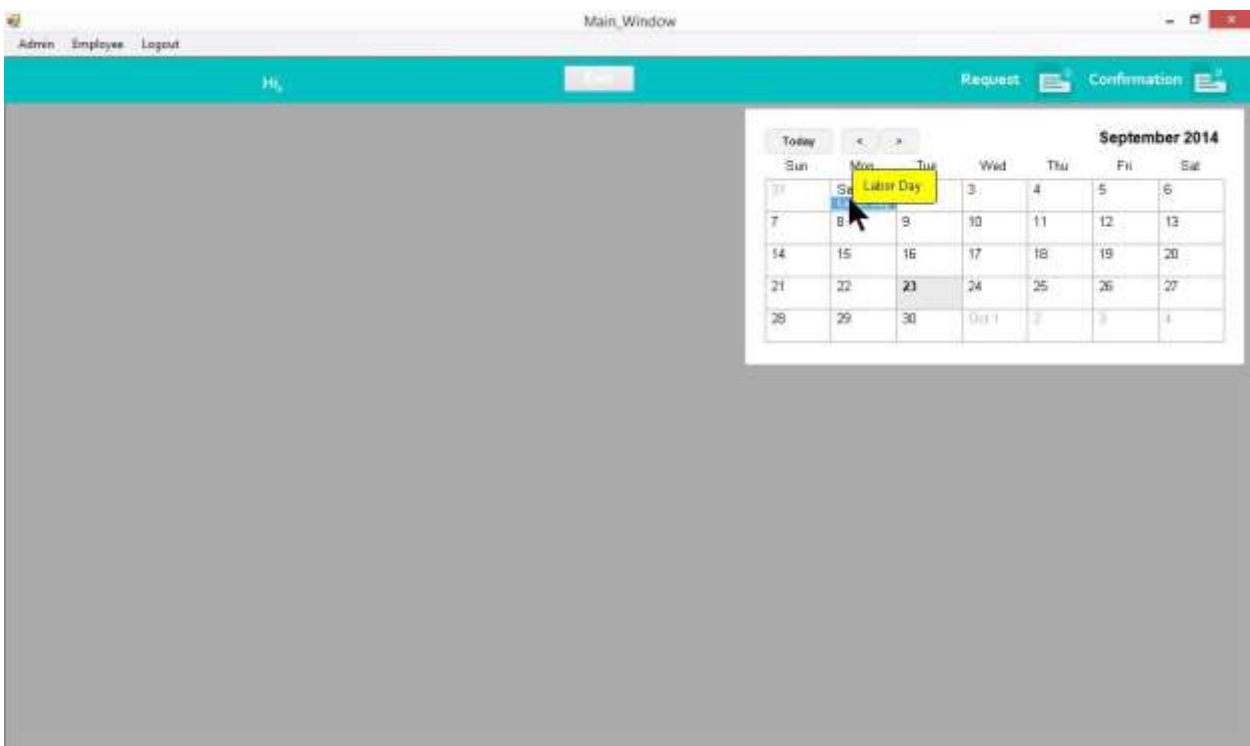 Main_Window
Admin Employee Logout
Hi, Request Confirmation
Today < > September 2014
Sun Mon Tue Wed Thu Fri Sat
31 Labor Day 3 4 5 6
7 8 9 10 11 12 13
14 15 16 17 18 19 20
21 22 23 24 25 26 27
28 29 30 Oct 1 2 3 4